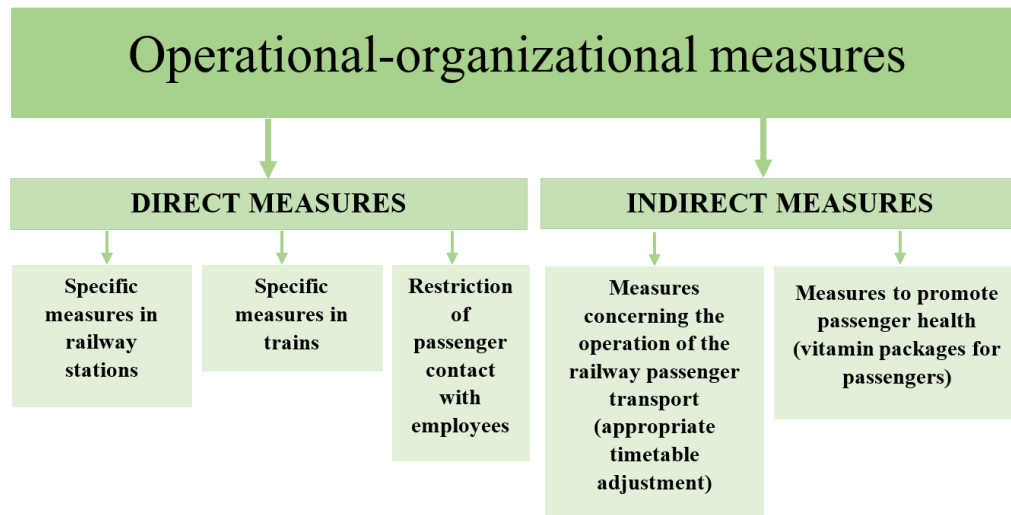 Operational-organizational measures
DIRECT MEASURES
INDIRECT MEASURES
Specific
measures in
railway
stations
Specific
measures in
trains
Restriction
of
passenger
contact
with
employees
Measures
concerning the
operation of the
railway passenger
transport
(appropriate
timetable
adjustment)
Measures to promote
passenger health
(vitamin packages for
passengers)